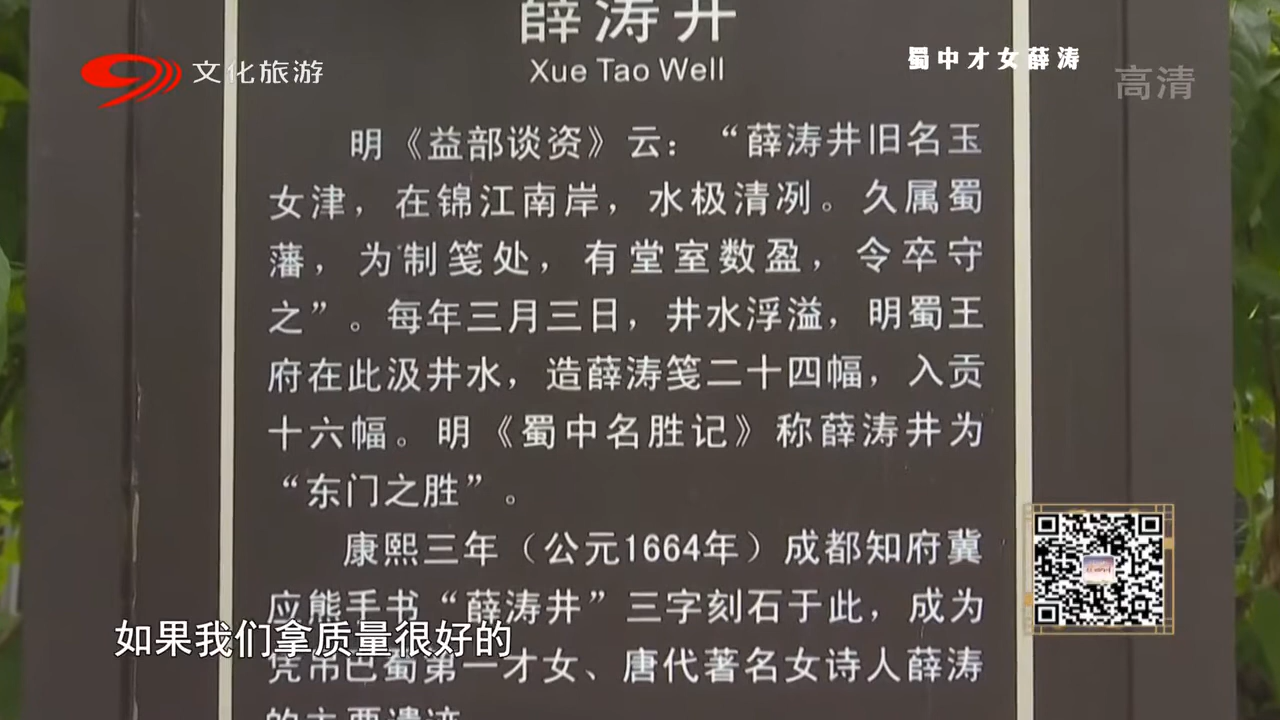 薛涛井
Xue Tao Well
文化旅游
蜀中才女薛涛
高清
明《益部谈资》云：“薛涛井旧名玉
女津，在锦江南岸，水极清冽。久属蜀
藩，为制笺处，有堂室数盈，令卒守
之”。每年三月三日，井水浮溢，明蜀王
府在此汲井水，造薛涛笺二十四幅，入贡
十六幅。明《蜀中名胜记》称薛涛井为
“东门之胜”。
康熙三年（公元1664年）成都知府冀
应熊手书“薛涛井”三字刻石于此，成为
凭吊巴蜀第一才女、唐代著名女诗人薛涛
的主要遗迹
如果我们拿质量很好的